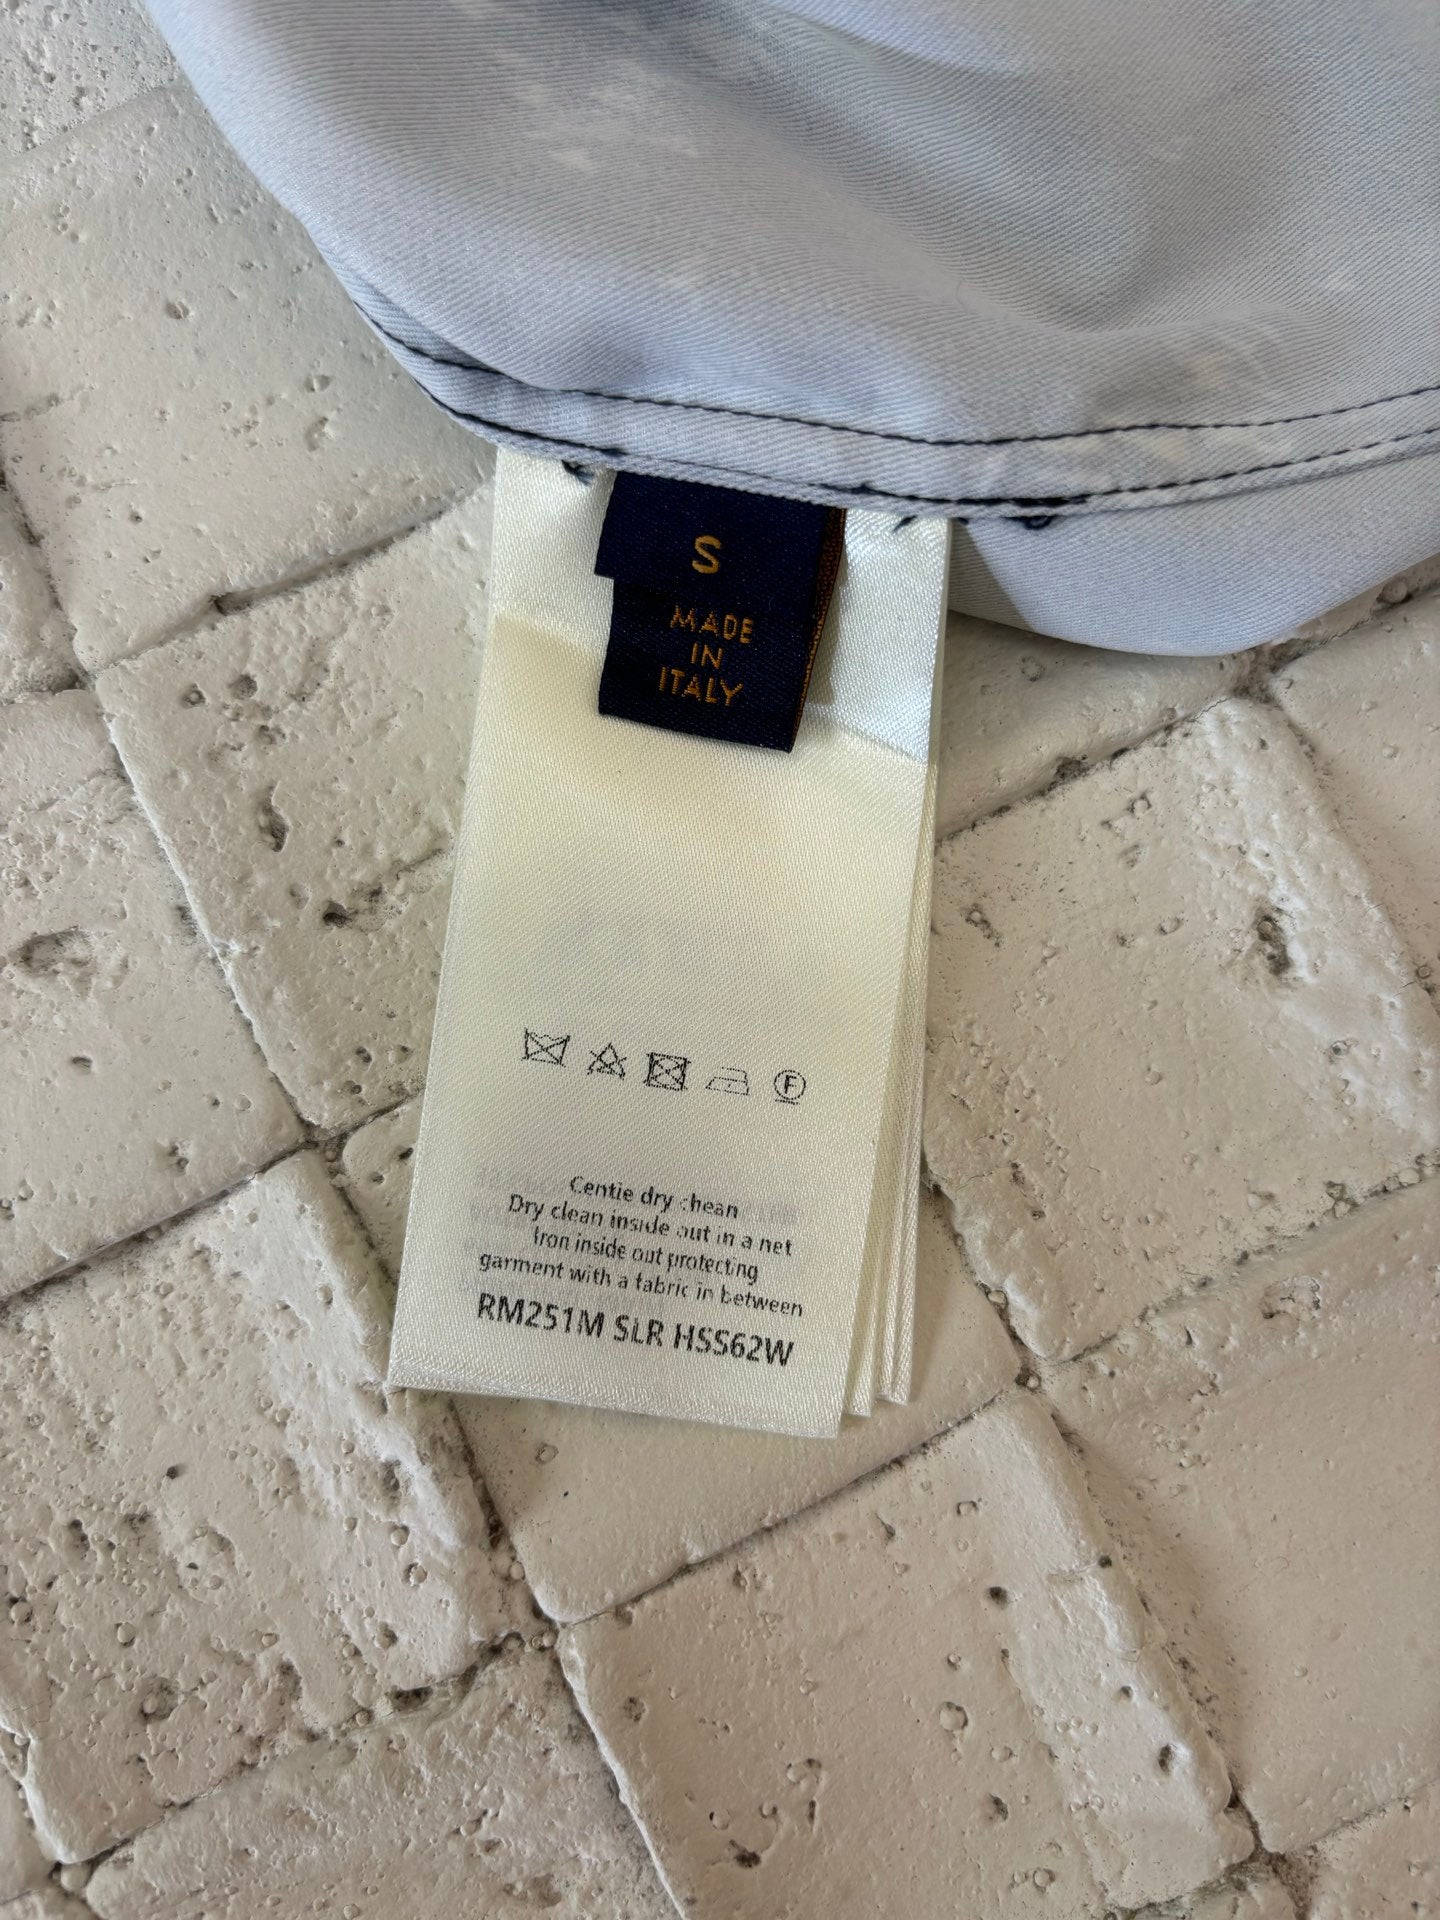 S
MADE
IN
ITALY
F
Centie dry chean
Dry clean inside out in a net
Iron inside out protecting
garment with a fabric in between
RM251M SLR HSS62W